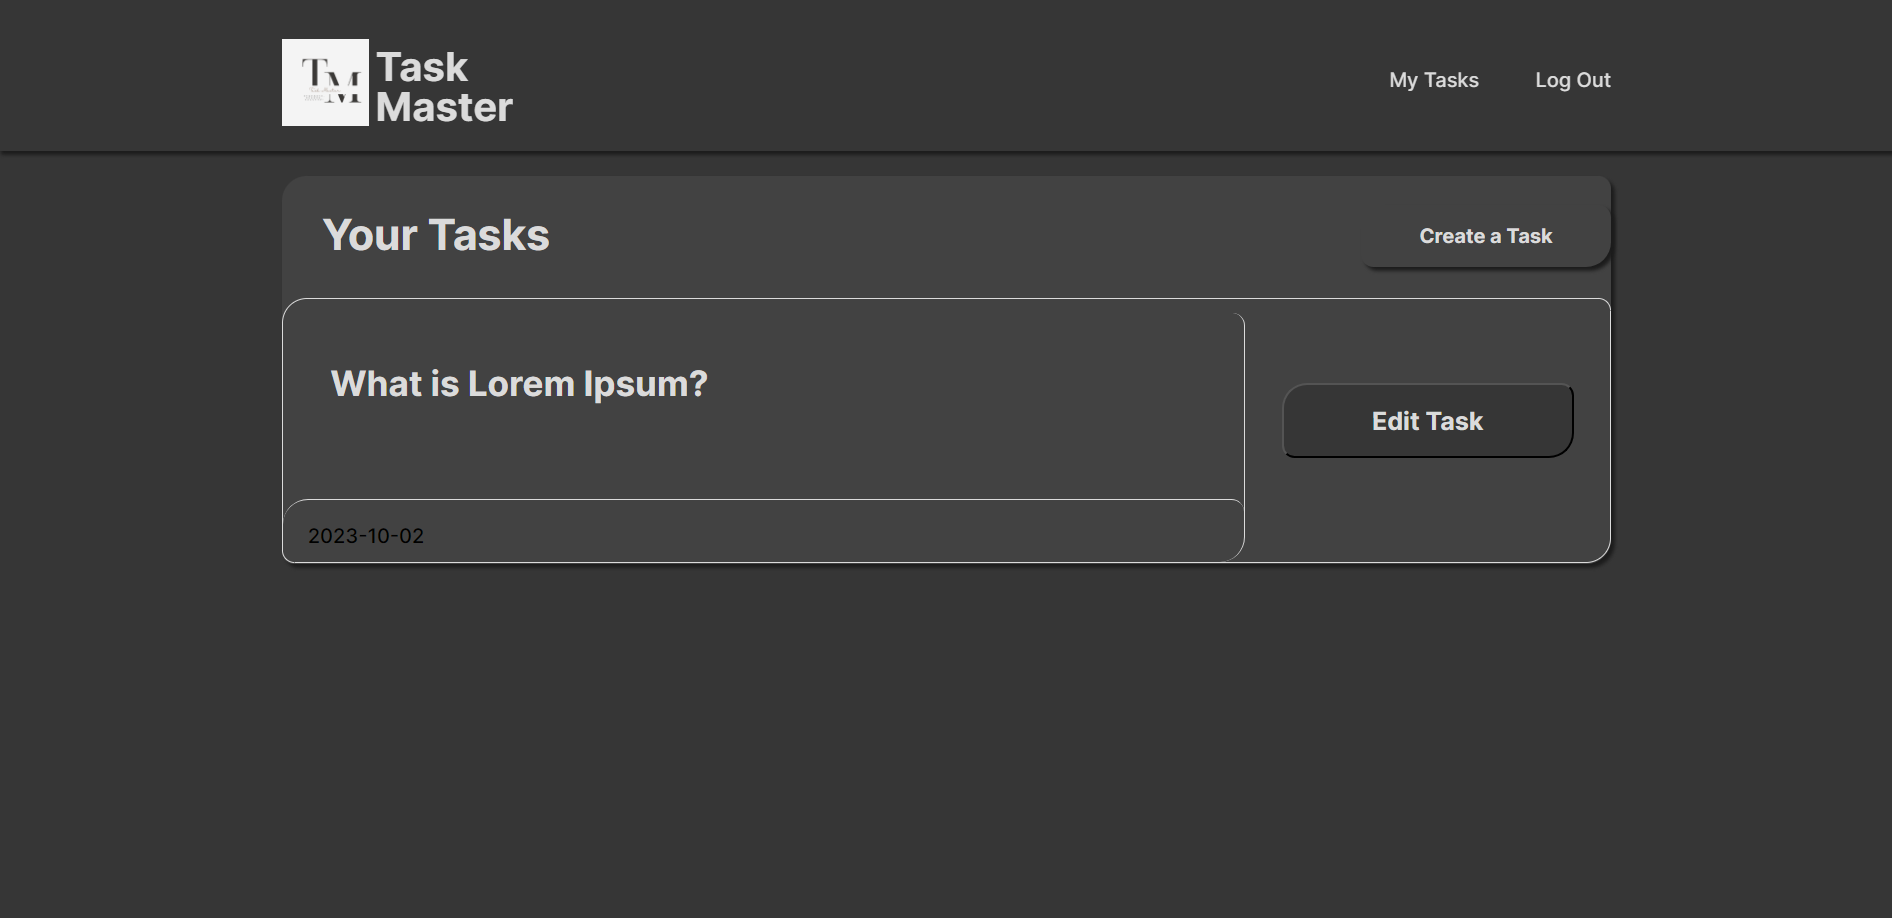 TM
Task
Master
My Tasks
Log Out
Your Tasks
Create a Task
What is Lorem Ipsum?
Edit Task
2023-10-02